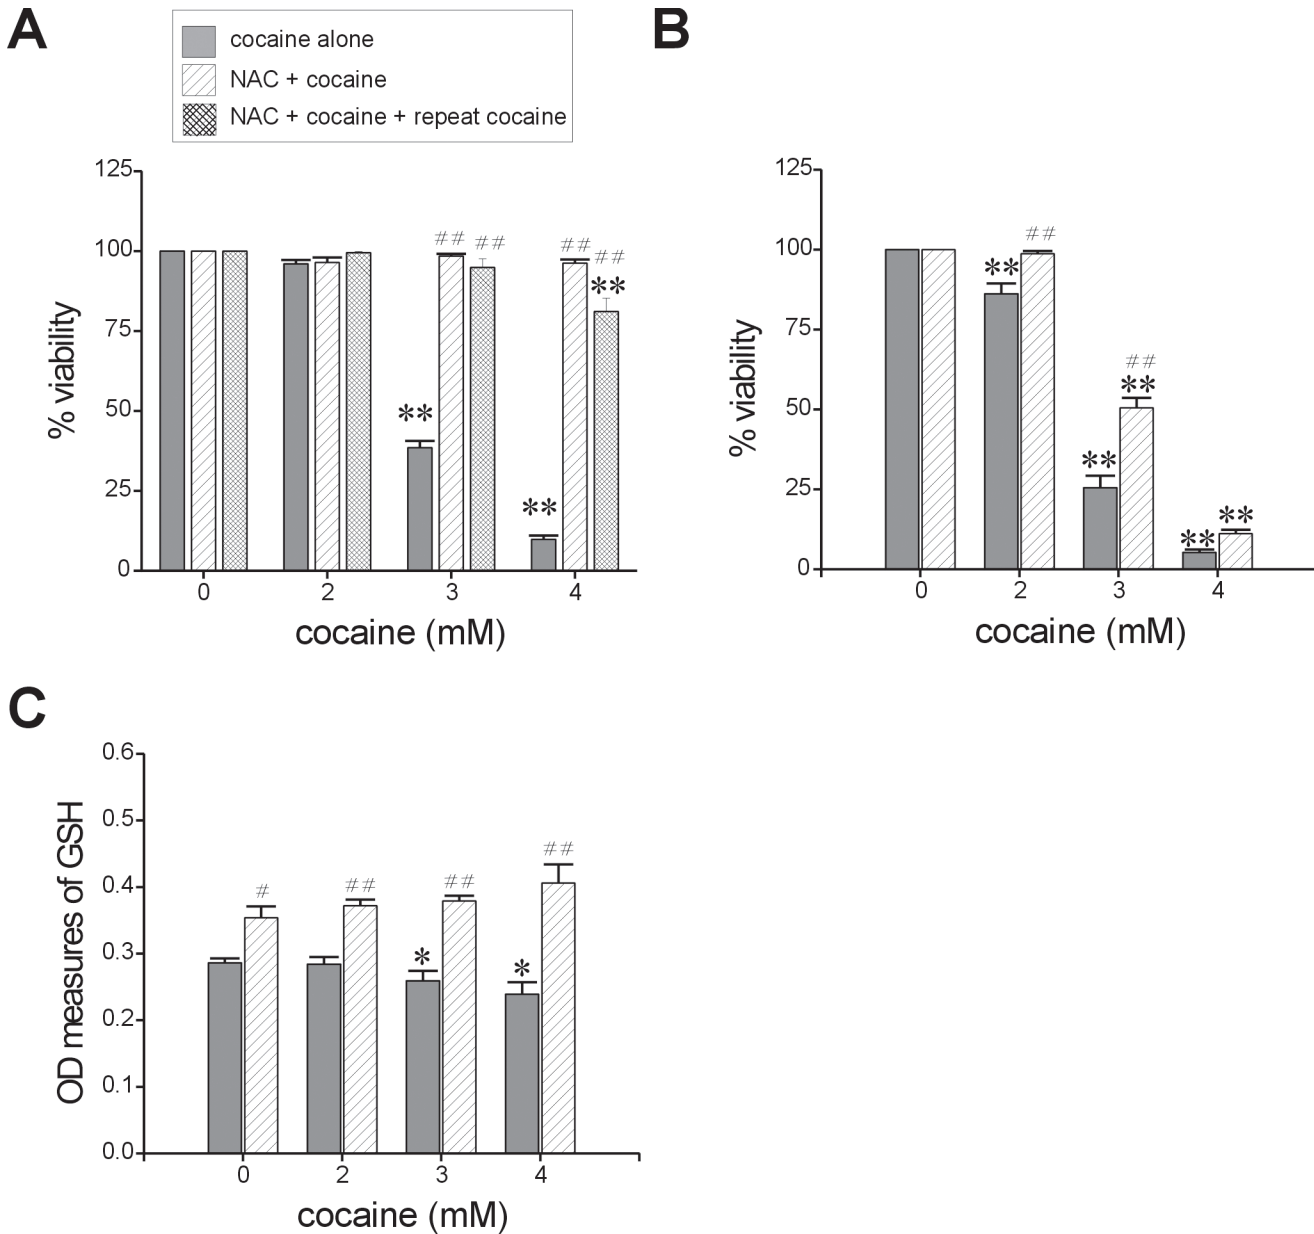 A
cocaine alone
NAC + cocaine
NAC + cocaine + repeat cocaine
125
100
75
50
25
0
% viability
## ##
## ##
**
**
**
0 2 3 4
cocaine (mM)
B
125
100
75
50
25
0
% viability
##
**
##
**
**
**
**
0 2 3 4
cocaine (mM)
C
0.6
0.5
0.4
0.3
0.2
0.1
0.0
OD measures of GSH
#
##
##
##
*
*
0 2 3 4
cocaine (mM)